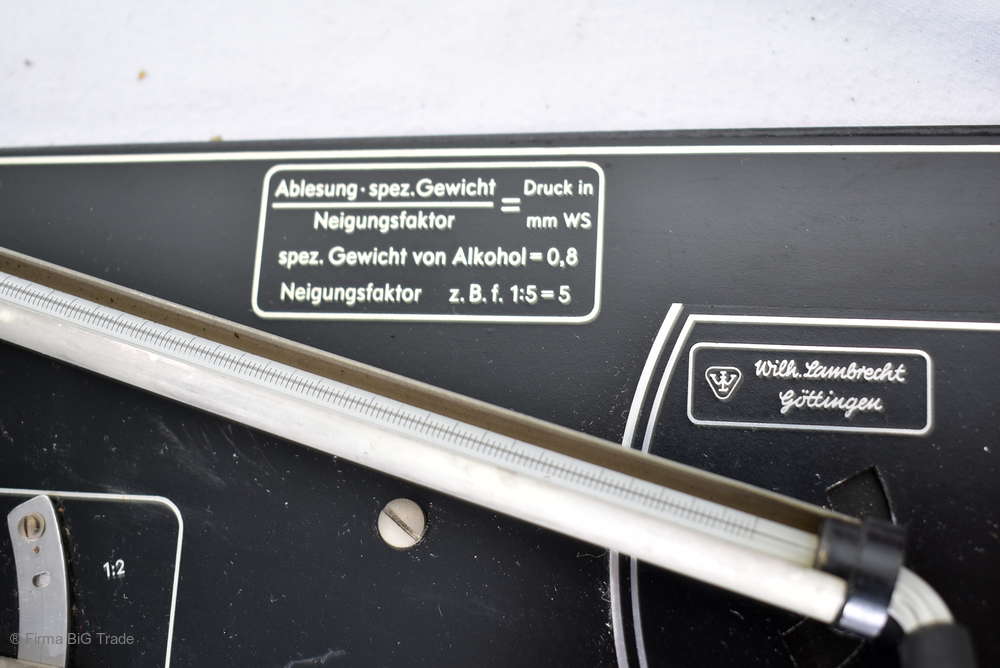 Ablesung · spez. Gewicht = Druck in
Neigungsfaktor mm WS
spez. Gewicht von Alkohol = 0,8
Neigungsfaktor z. B. f. 1:5 = 5
Wilh. Lambrecht
Göttingen
1:2
® Firma BiG Trade